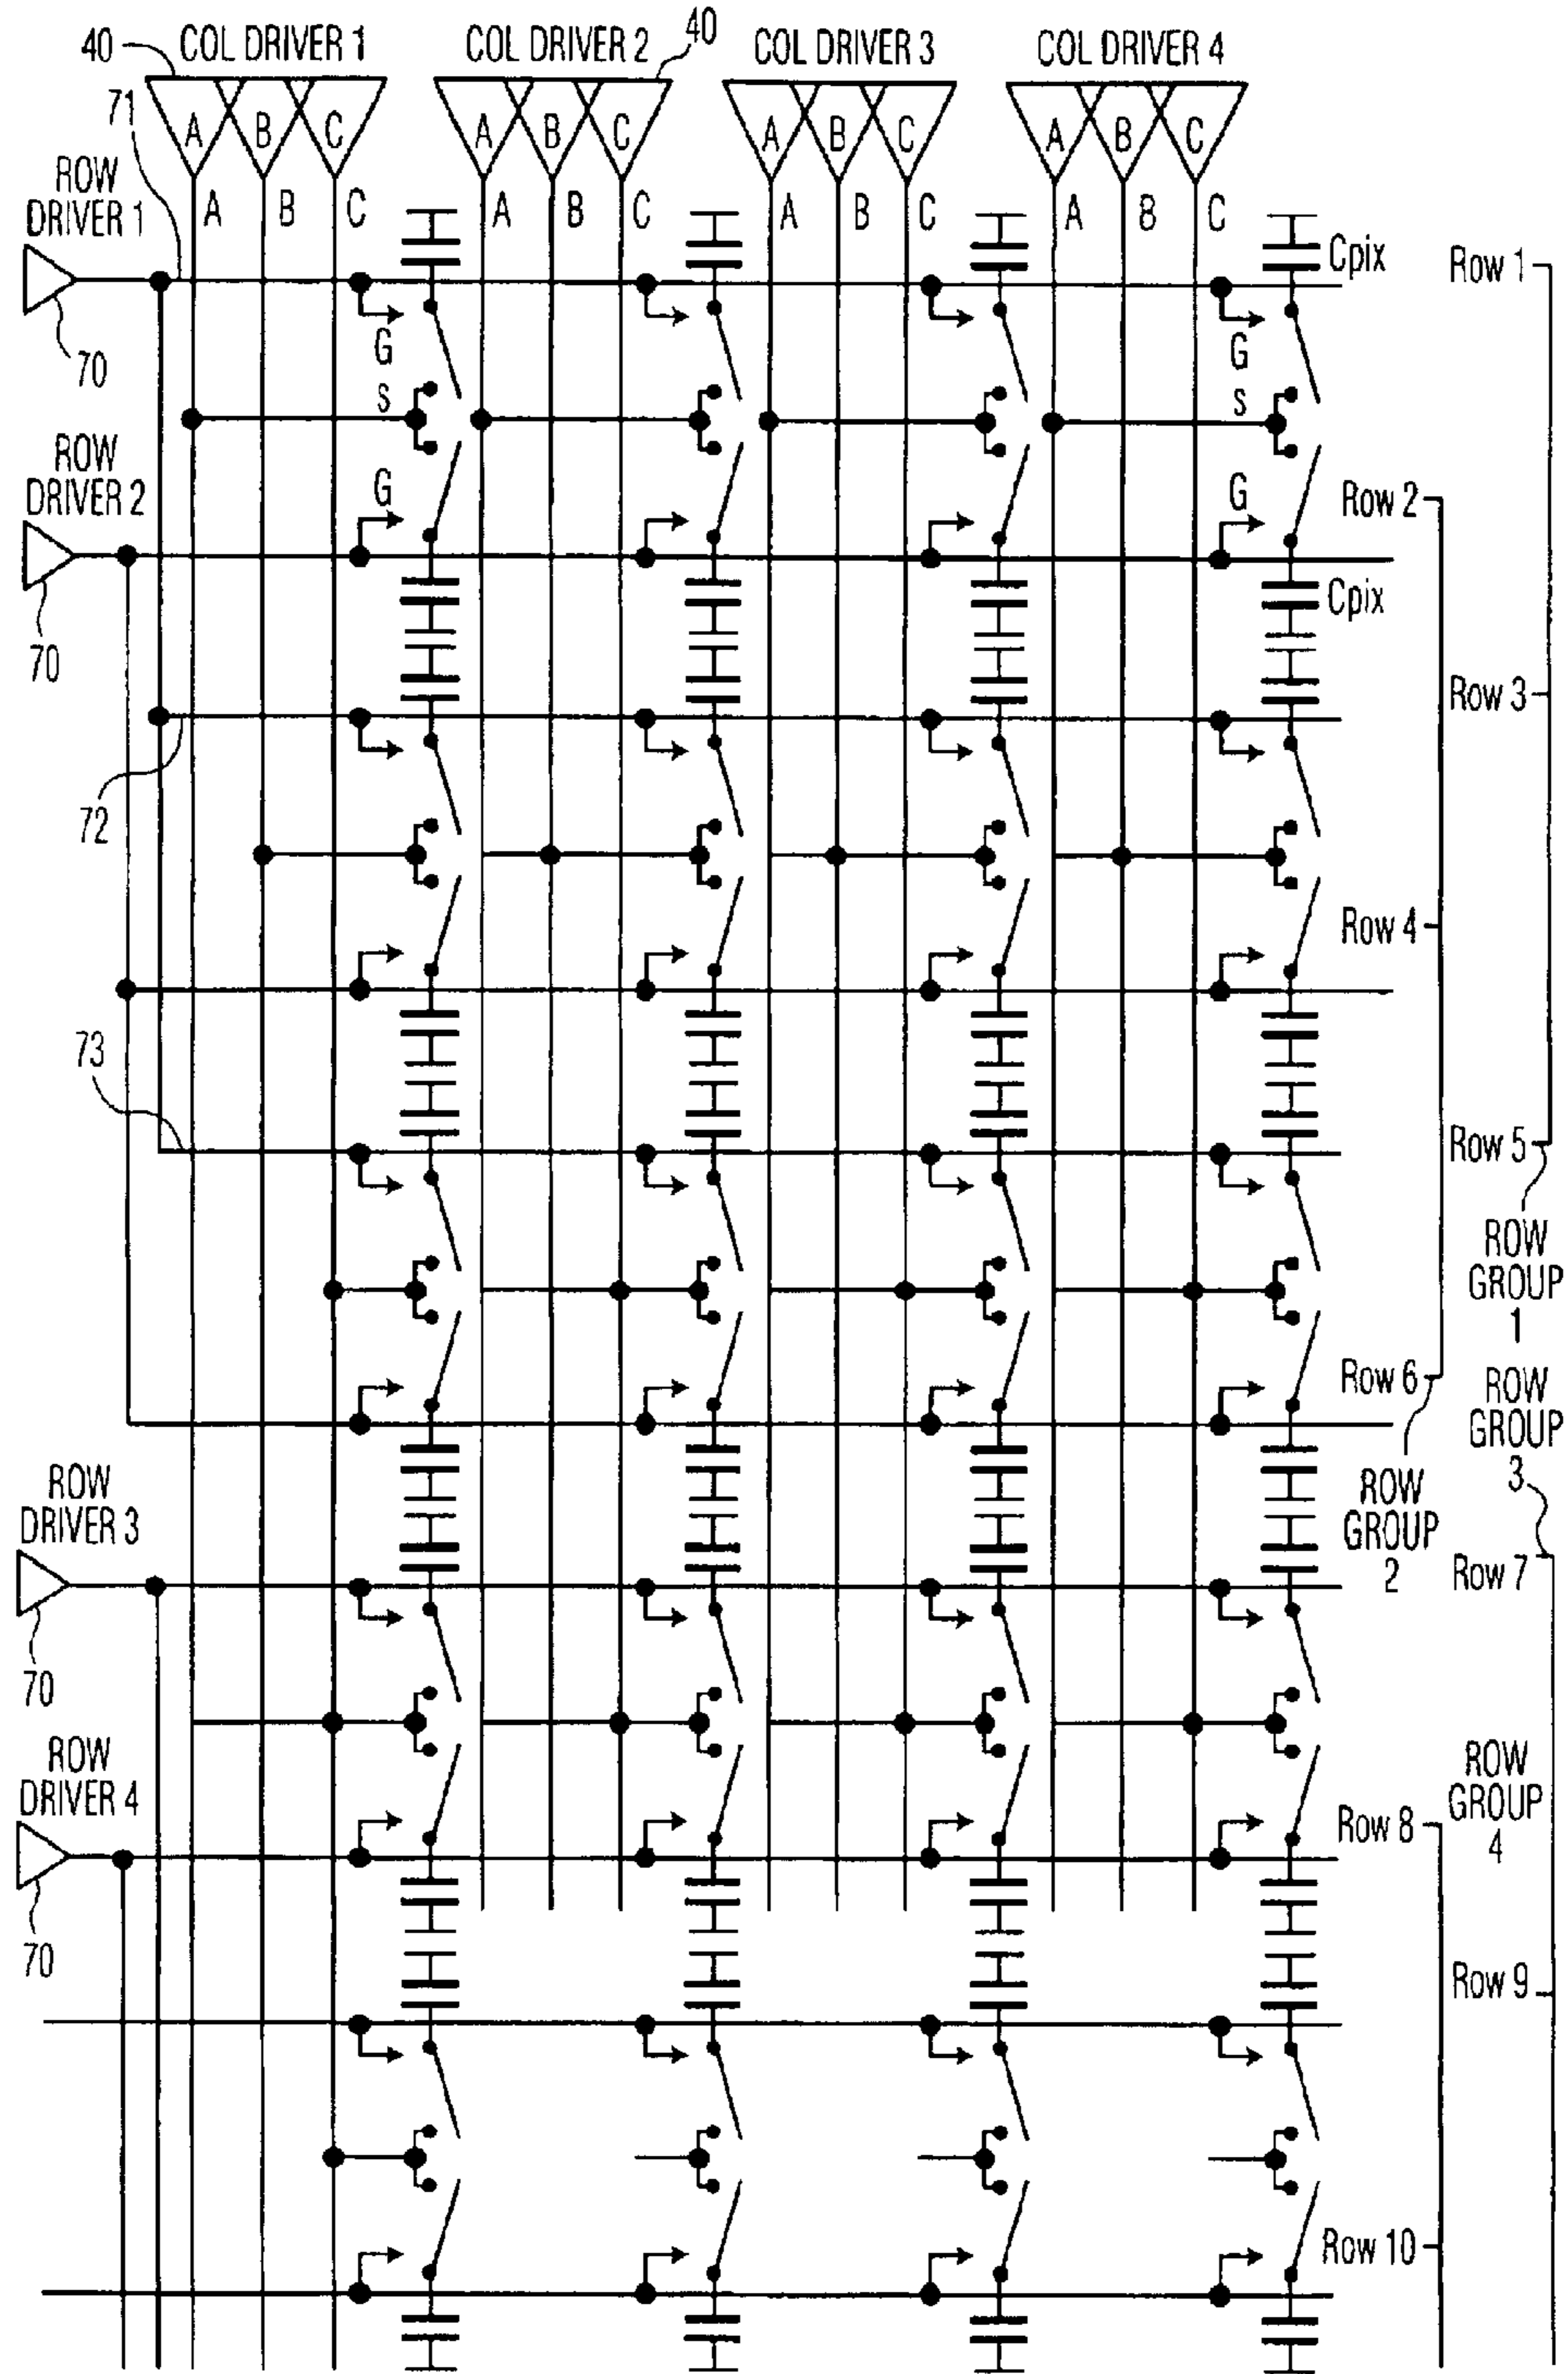 40 COL DRIVER 1 COL DRIVER 2 40 COL DRIVER 3 COL DRIVER 4
A B C A B C A B C A B C
71
A B C A B C A B C A B C
ROW
DRIVER 1
Cpix
Row 1
70
G
G
S
S
ROW
DRIVER 2
G
G
Row 2
70
Cpix
Row 3
72
Row 4
73
Row 5
ROW
GROUP
1
Row 6
ROW
GROUP
3
ROW
DRIVER 3
ROW
GROUP
2
Row 7
70
ROW
DRIVER 4
ROW
GROUP
4
Row 8
70
Row 9
Row 10